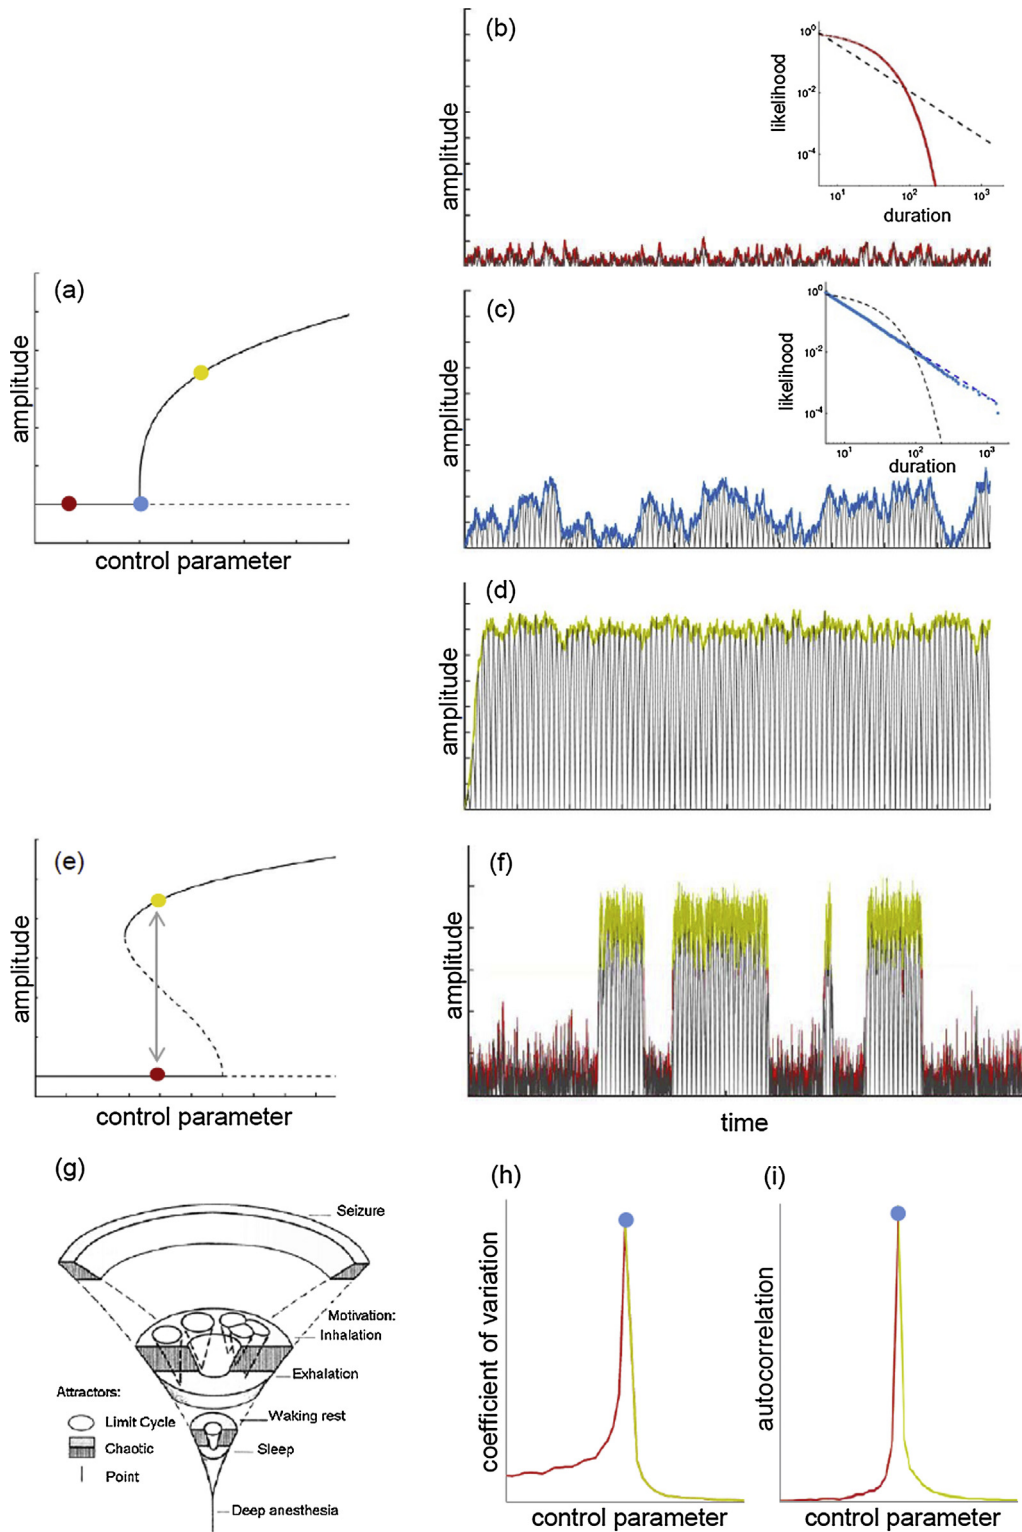 (b)
10⁰
10⁻²
10⁻⁴
likelihood
10¹
10²
10³
duration
amplitude
(a)
amplitude
control parameter
(c)
10⁰
10⁻²
10⁻⁴
likelihood
10¹
10²
10³
duration
amplitude
(d)
amplitude
(e)
amplitude
control parameter
(f)
amplitude
time
(g)
Seizure
Motivation:
Inhalation
Exhalation
Attractors:
Limit Cycle
Chaotic
Point
Waking rest
Sleep
Deep anesthesia
(h)
coefficient of variation
control parameter
(i)
autocorrelation
control parameter